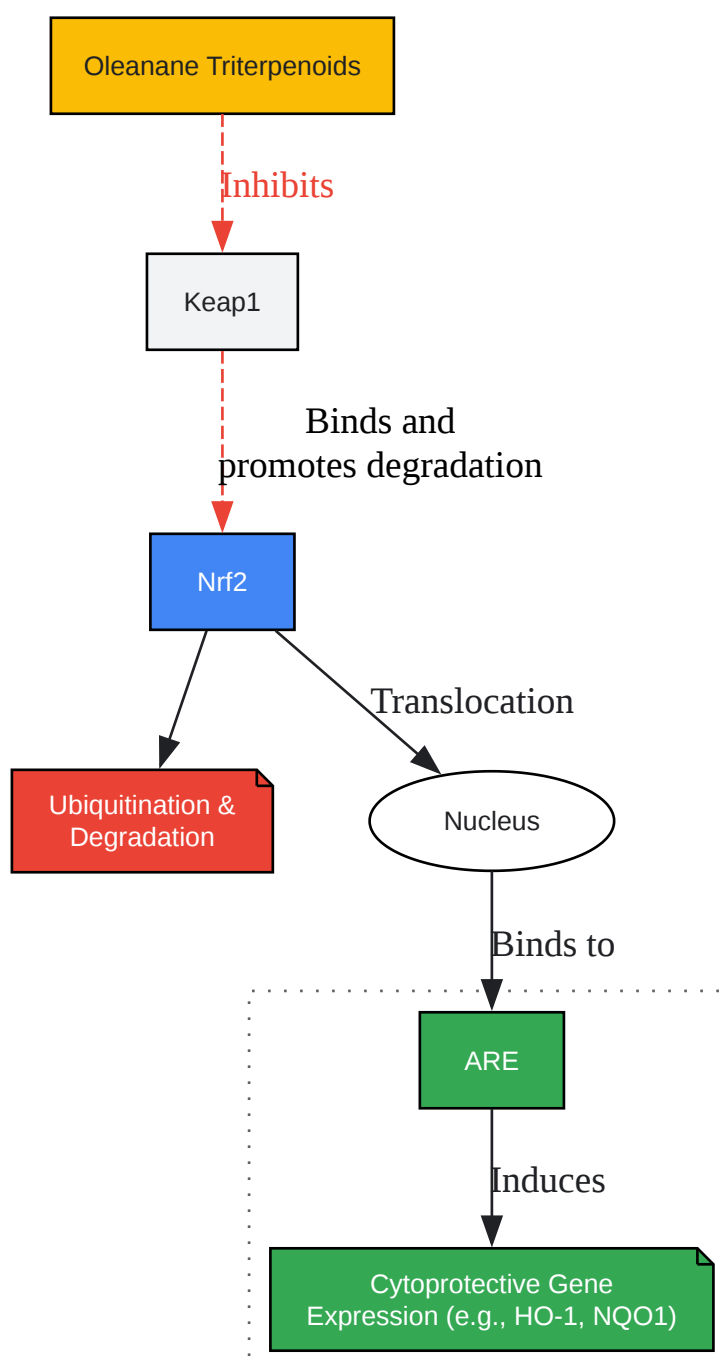 Oleanane Triterpenoids
Inhibits
Keap1
Binds and
promotes degradation
Nrf2
Translocation
Ubiquitination &
Degradation
Nucleus
Binds to
ARE
Induces
Cytoprotective Gene
Expression (e.g., HO-1, NQO1)